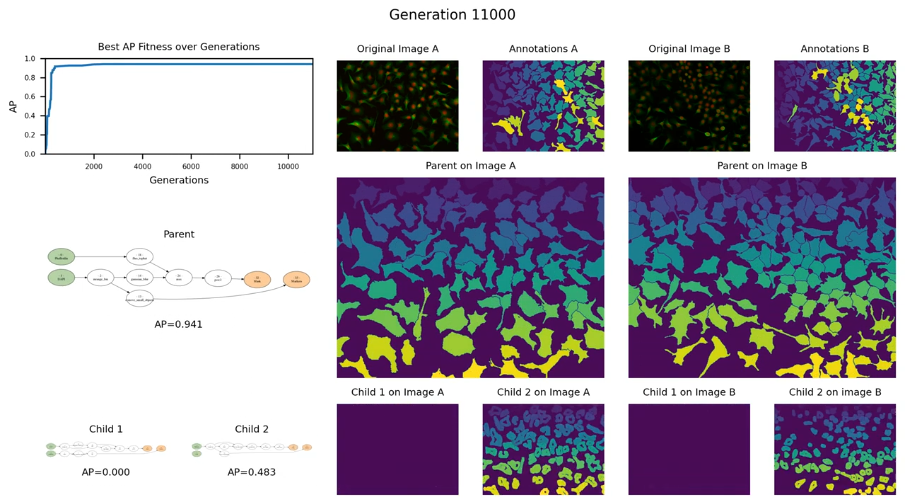 Generation 11000
Best AP Fitness over Generations
AP
1.0
0.8
0.6
0.4
0.2
0.0
2000
4000
6000
8000
10000
Generations
Parent
AP=0.941
Child 1
Child 2
AP=0.000
AP=0.483
Original Image A
Annotations A
Original Image B
Annotations B
Parent on Image A
Parent on Image B
Child 1 on Image A
Child 2 on Image A
Child 1 on Image B
Child 2 on image B